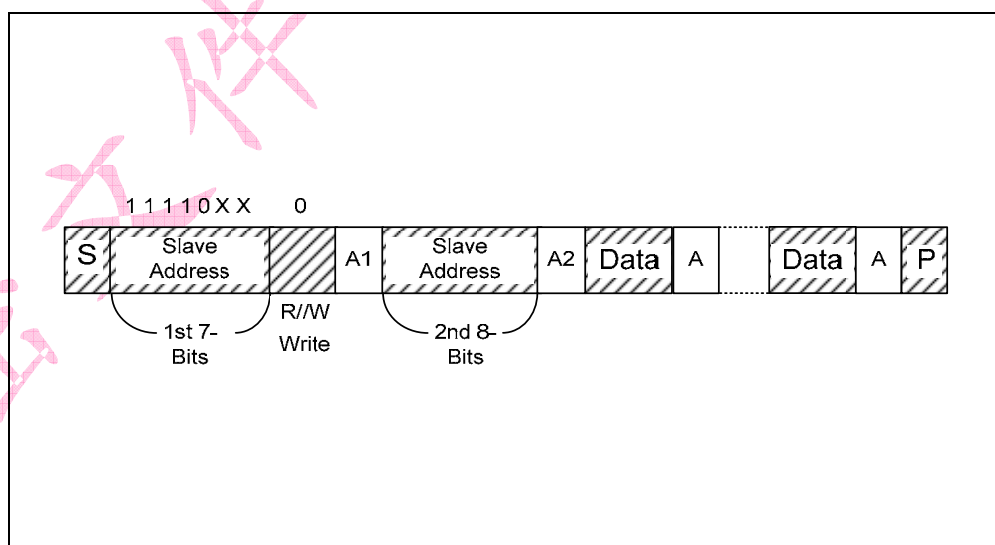 1 1 1 1 0 X X 0
S Slave Address A1 Slave Address A2 Data A Data A P
1st 7-Bits R//W Write 2nd 8-Bits